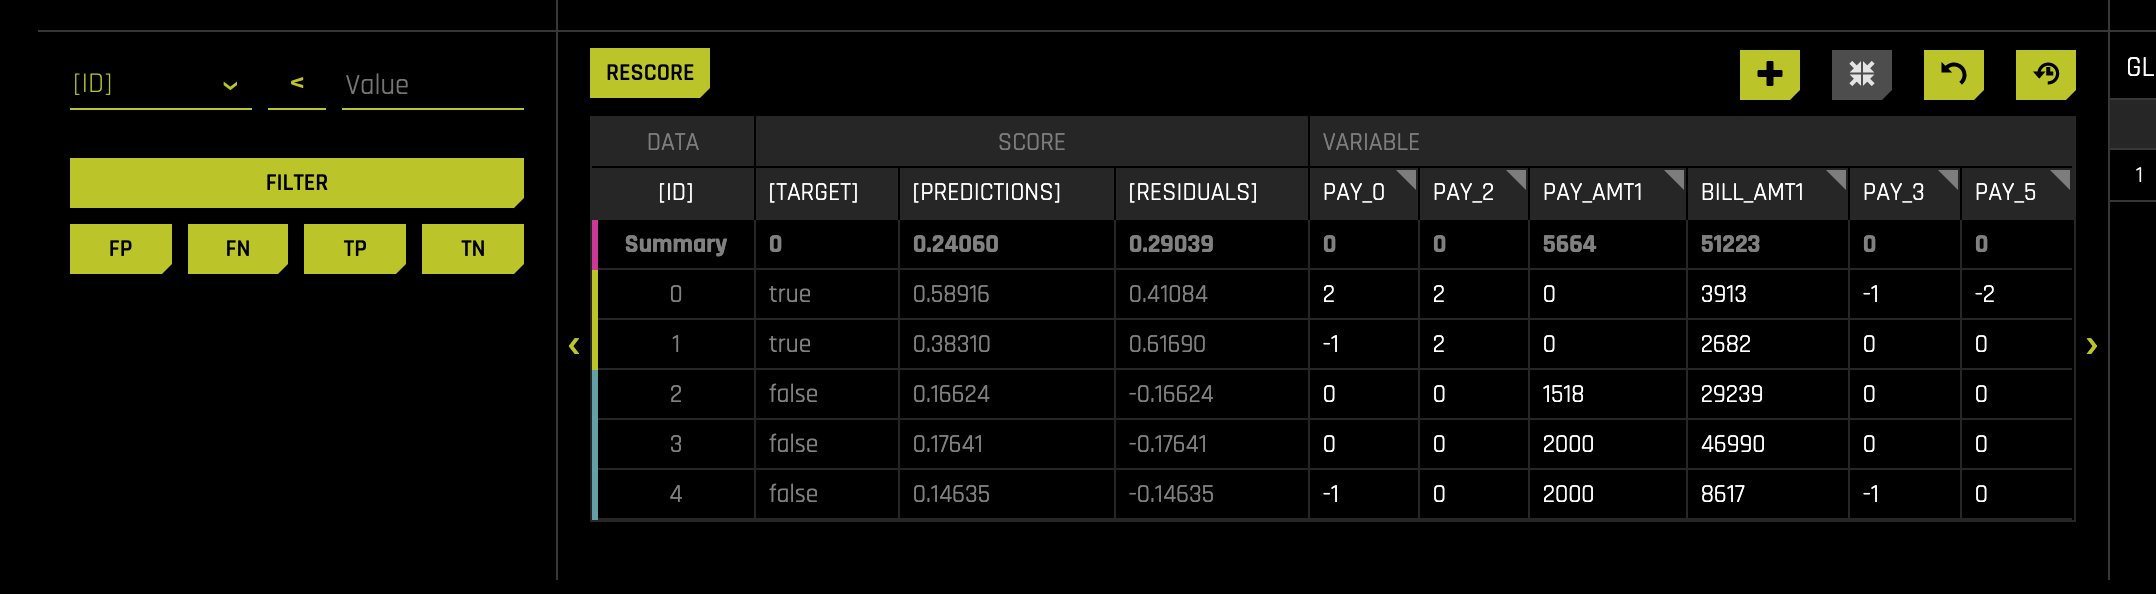 [ID] < Value
FILTER
FP FN TP TN
RESCORE
DATA SCORE VARIABLE
[ID] [TARGET] [PREDICTIONS] [RESIDUALS] PAY_0 PAY_2 PAY_AMT1 BILL_AMT1 PAY_3 PAY_5
Summary 0 0.24060 0.29039 0 0 5664 51223 0 0
0 true 0.58916 0.41084 2 2 0 3913 -1 -2
1 true 0.38310 0.61690 -1 2 0 2682 0 0
2 false 0.16624 -0.16624 0 0 1518 29239 0 0
3 false 0.17641 -0.17641 0 0 2000 46990 0 0
4 false 0.14635 -0.14635 -1 0 2000 8617 -1 0
GL
1